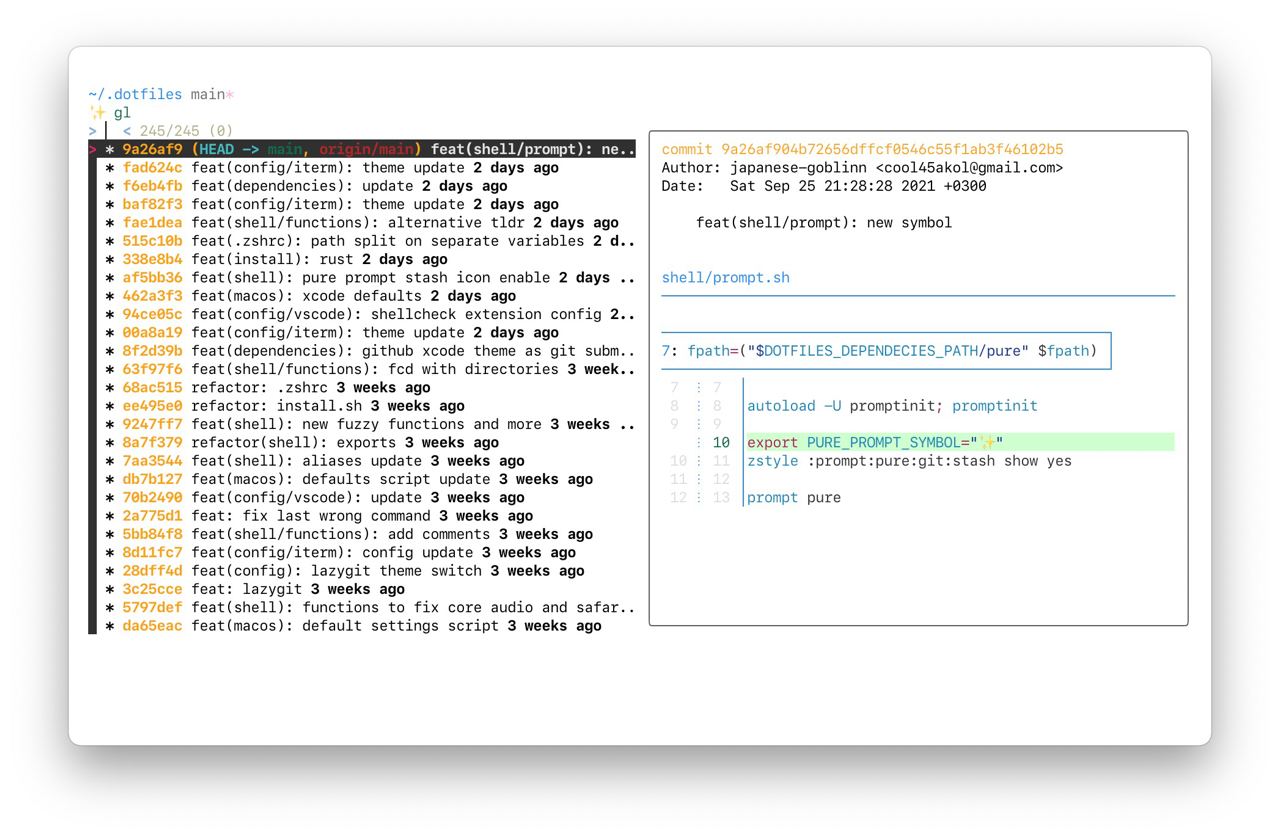 ~/.dotfiles main*
✨ gl
> < 245/245 (0)
> * 9a26af9 (HEAD -> main, origin/main) feat(shell/prompt): ne..
* fad624c feat(config/iterm): theme update 2 days ago
* f6eb4fb feat(dependencies): update 2 days ago
* baf82f3 feat(config/iterm): theme update 2 days ago
* fae1dea feat(shell/functions): alternative tldr 2 days ago
* 515c10b feat(.zshrc): path split on separate variables 2 d..
* 338e8b4 feat(install): rust 2 days ago
* af5bb36 feat(shell): pure prompt stash icon enable 2 days ..
* 462a3f3 feat(macos): xcode defaults 2 days ago
* 94ce05c feat(config/vscode): shellcheck extension config 2..
* 00a8a19 feat(config/iterm): theme update 2 days ago
* 8f2d39b feat(dependencies): github xcode theme as git subm..
* 63f97f6 feat(shell/functions): fcd with directories 3 week..
* 68ac515 refactor: .zshrc 3 weeks ago
* ee495e0 refactor: install.sh 3 weeks ago
* 9247ff7 feat(shell): new fuzzy functions and more 3 weeks ..
* 8a7f379 refactor(shell): exports 3 weeks ago
* 7aa3544 feat(shell): aliases update 3 weeks ago
* db7b127 feat(macos): defaults script update 3 weeks ago
* 70b2490 feat(config/vscode): update 3 weeks ago
* 2a775d1 feat: fix last wrong command 3 weeks ago
* 5bb84f8 feat(shell/functions): add comments 3 weeks ago
* 8d11fc7 feat(config/iterm): config update 3 weeks ago
* 28dff4d feat(config): lazygit theme switch 3 weeks ago
* 3c25cce feat: lazygit 3 weeks ago
* 5797def feat(shell): functions to fix core audio and safar..
* da65eac feat(macos): default settings script 3 weeks ago
commit 9a26af904b72656dffcf0546c55f1ab3f46102b5
Author: japanese-goblinn <cool45akol@gmail.com>
Date:   Sat Sep 25 21:28:28 2021 +0300
feat(shell/prompt): new symbol
shell/prompt.sh
7: fpath=("$DOTFILES_DEPENDECIES_PATH/pure" $fpath)
7 ⋮ 7
8 ⋮ 8 autoload -U promptinit; promptinit
9 ⋮ 9
⋮ 10 export PURE_PROMPT_SYMBOL="✨"
10 ⋮ 11 zstyle :prompt:pure:git:stash show yes
11 ⋮ 12
12 ⋮ 13 prompt pure